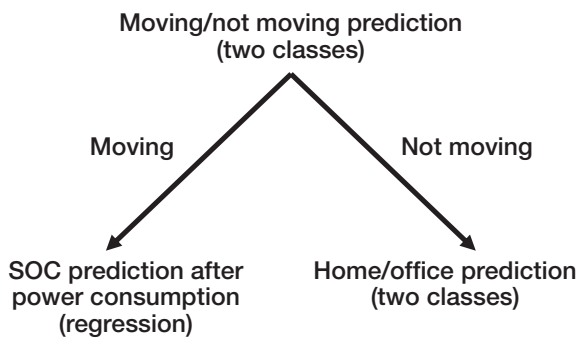 Moving/not moving prediction
(two classes)
Moving
Not moving
SOC prediction after
power consumption
(regression)
Home/office prediction
(two classes)